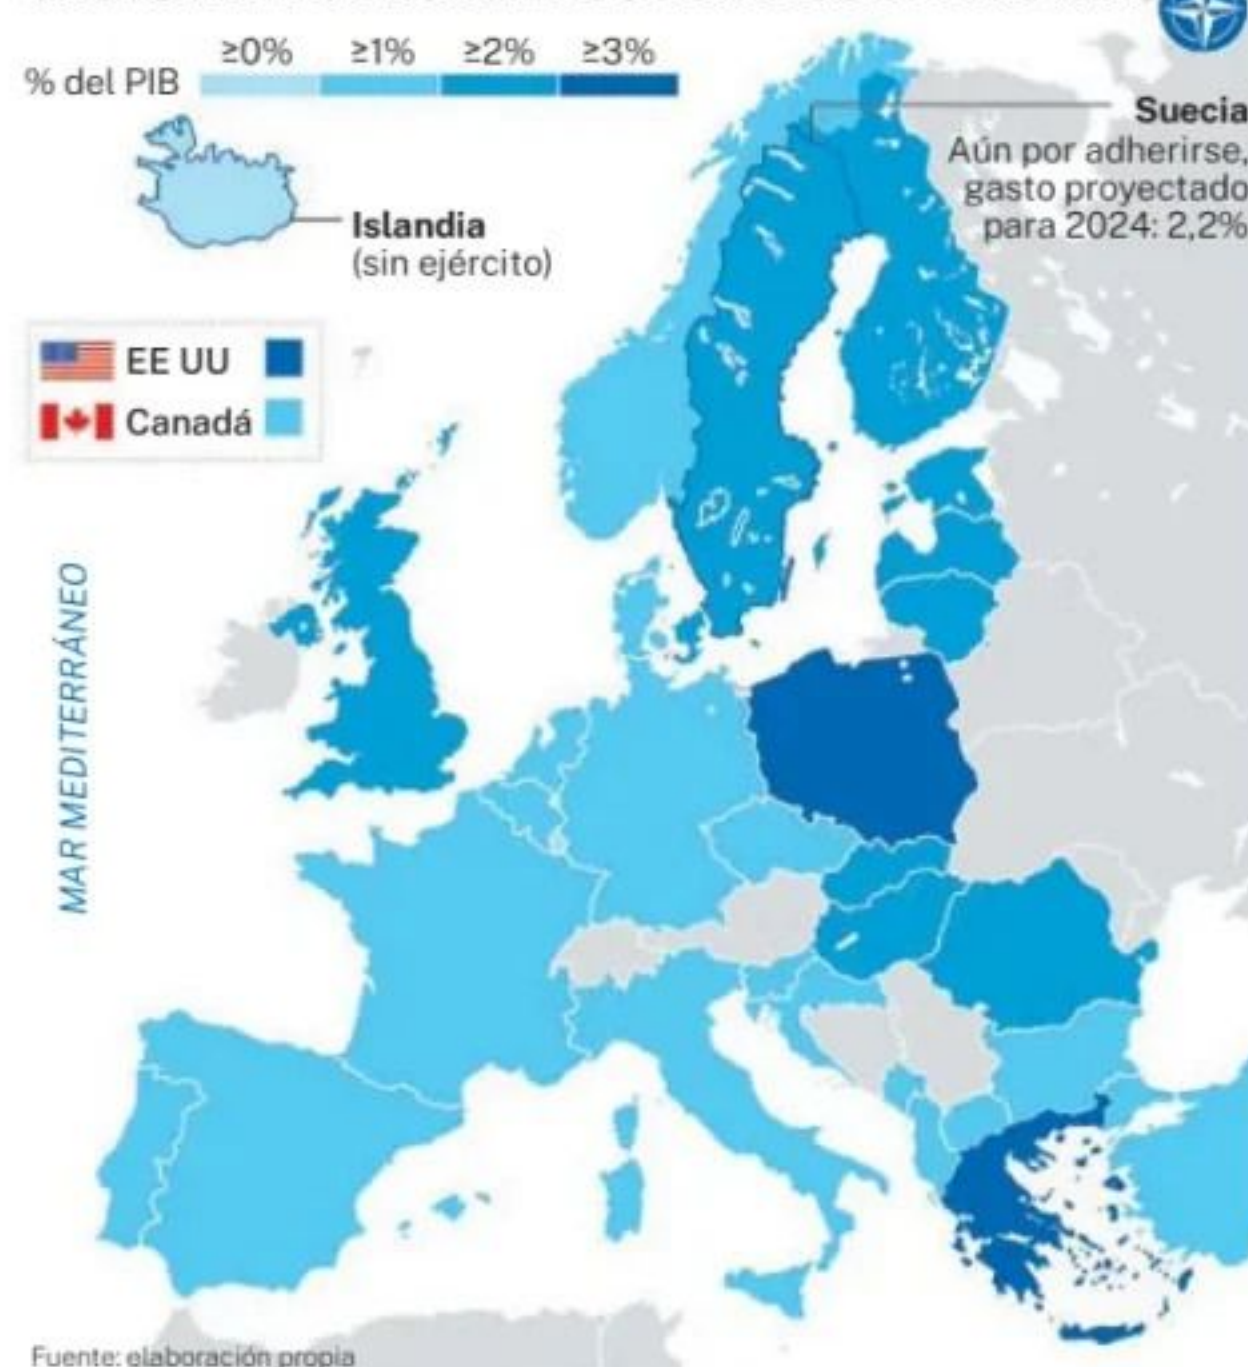 ≥0% ≥1% ≥2% ≥3%
% del PIB
Suecia
Aún por adherirse,
gasto proyectado
para 2024: 2,2%
Islandia
(sin ejército)
EE UU
Canadá
MAR MEDITERRÁNEO
Fuente: elaboración propia